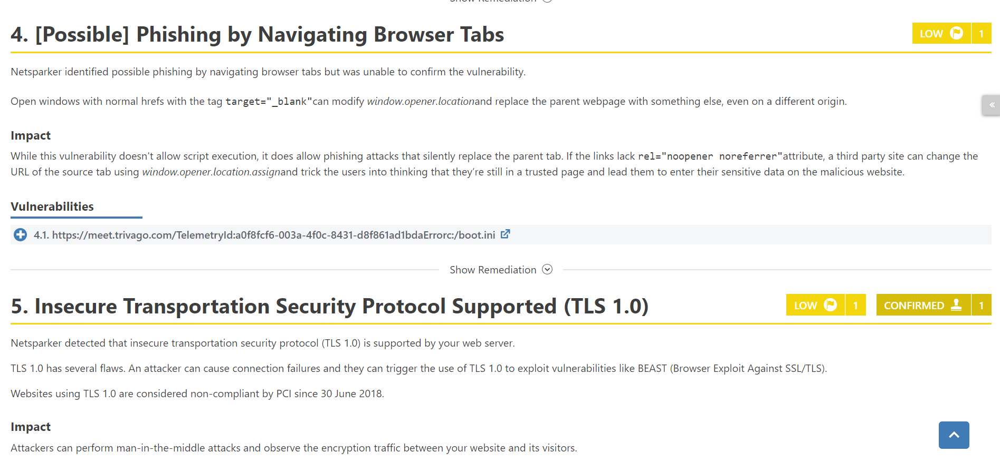 Show Remediation
4. [Possible] Phishing by Navigating Browser Tabs
LOW 1
Netsparker identified possible phishing by navigating browser tabs but was unable to confirm the vulnerability.
Open windows with normal hrefs with the tag target="_blank"can modify window.opener.locationand replace the parent webpage with something else, even on a different origin.
Impact
While this vulnerability doesn't allow script execution, it does allow phishing attacks that silently replace the parent tab. If the links lack rel="noopener noreferrer"attribute, a third party site can change the
URL of the source tab using window.opener.location.assignand trick the users into thinking that they’re still in a trusted page and lead them to enter their sensitive data on the malicious website.
Vulnerabilities
4.1. https://meet.trivago.com/TelemetryId:a0f8fcf6-003a-4f0c-8431-d8f861ad1bdaErrorc:/boot.ini
Show Remediation
5. Insecure Transportation Security Protocol Supported (TLS 1.0)
LOW 1 CONFIRMED 1
Netsparker detected that insecure transportation security protocol (TLS 1.0) is supported by your web server.
TLS 1.0 has several flaws. An attacker can cause connection failures and they can trigger the use of TLS 1.0 to exploit vulnerabilities like BEAST (Browser Exploit Against SSL/TLS).
Websites using TLS 1.0 are considered non-compliant by PCI since 30 June 2018.
Impact
Attackers can perform man-in-the-middle attacks and observe the encryption traffic between your website and its visitors.